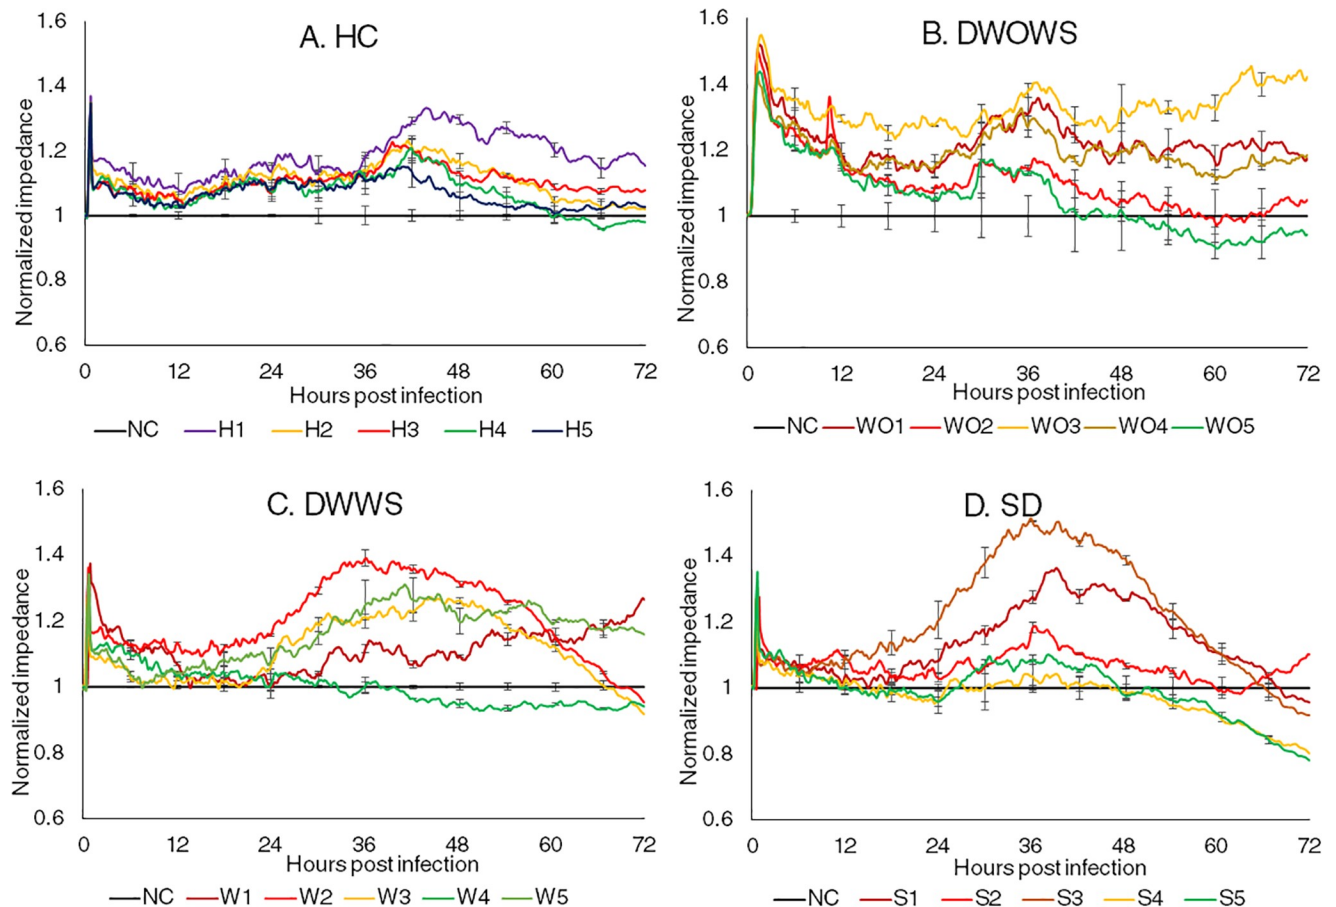 A. HC
Normalized impedance
1.6
1.4
1.2
1
0.8
0.6
0 12 24 36 48 60 72
Hours post infection
NC H1 H2 H3 H4 H5
B. DWOWS
Normalized impedance
1.6
1.4
1.2
1
0.8
0.6
0 12 24 36 48 60 72
Hours post infection
NC WO1 WO2 WO3 WO4 WO5
C. DWWS
Normalized impedance
1.6
1.4
1.2
1
0.8
0.6
0 12 24 36 48 60 72
Hours post infection
NC W1 W2 W3 W4 W5
D. SD
Normalized impedance
1.6
1.4
1.2
1
0.8
0.6
0 12 24 36 48 60 72
Hours post infection
NC S1 S2 S3 S4 S5